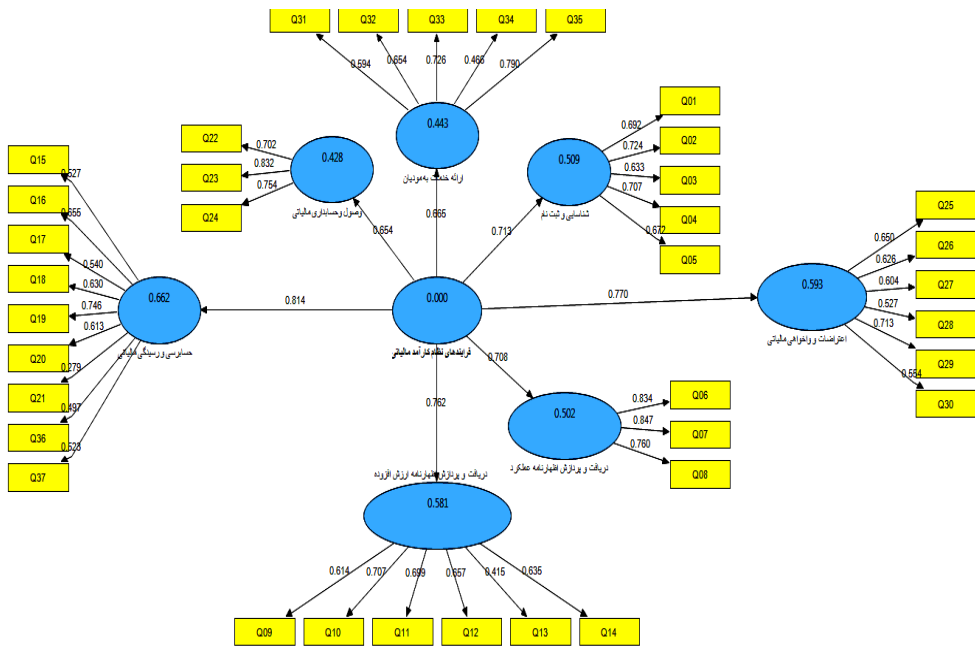 Q31
Q32
Q33
Q34
Q35
0.594
0.654
0.726
0.466
0.790
0.443
ارائه خدمت به مودیان
Q22
Q23
Q24
0.702
0.832
0.754
0.428
وصول و حسابداری مالیاتی
Q01
Q02
Q03
Q04
Q05
0.692
0.724
0.633
0.707
0.672
0.509
شناسایی و ثبت نام
Q15
Q16
Q17
Q18
Q19
Q20
Q21
Q36
Q37
0.527
0.655
0.540
0.630
0.746
0.613
0.279
0.497
0.523
0.662
حسابرسی و رسیدگی مالیاتی
0.654
0.665
0.713
0.814
0.770
0.708
0.762
0.000
فرایندهای نظام کارآمد مالیاتی
Q25
Q26
Q27
Q28
Q29
Q30
0.650
0.626
0.604
0.527
0.713
0.554
0.593
اعتراضات و واخواهی مالیاتی
Q06
Q07
Q08
0.834
0.847
0.760
0.502
دریافت و پردازش اظهارنامه عملکرد
دریافت و پردازش اظهارنامه ارزش افزوده
0.581
0.614
0.707
0.699
0.657
0.415
0.635
Q09
Q10
Q11
Q12
Q13
Q14